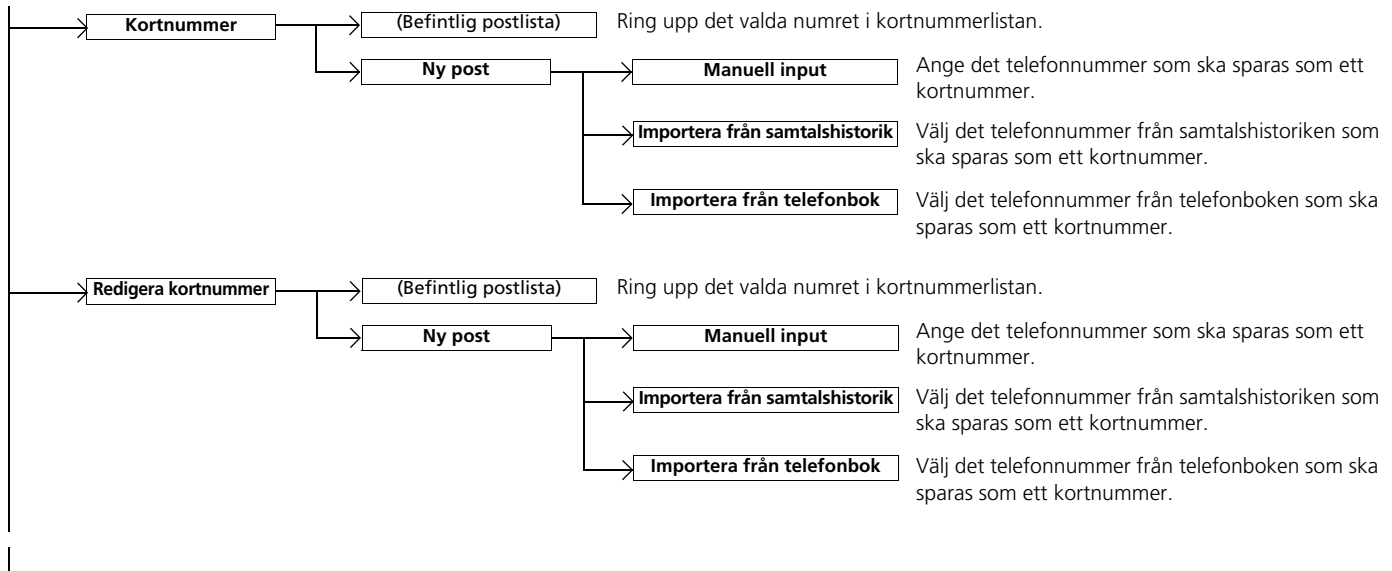 Kortnummer
(Befintlig postlista)
Ring upp det valda numret i kortnummerlistan.
Ny post
Manuell input
Ange det telefonnummer som ska sparas som ett
kortnummer.
Importera från samtalshistorik
Välj det telefonnummer från samtalshistoriken som
ska sparas som ett kortnummer.
Importera från telefonbok
Välj det telefonnummer från telefonboken som ska
sparas som ett kortnummer.
Redigera kortnummer
(Befintlig postlista)
Ring upp det valda numret i kortnummerlistan.
Ny post
Manuell input
Ange det telefonnummer som ska sparas som ett
kortnummer.
Importera från samtalshistorik
Välj det telefonnummer från samtalshistoriken som
ska sparas som ett kortnummer.
Importera från telefonbok
Välj det telefonnummer från telefonboken som ska
sparas som ett kortnummer.